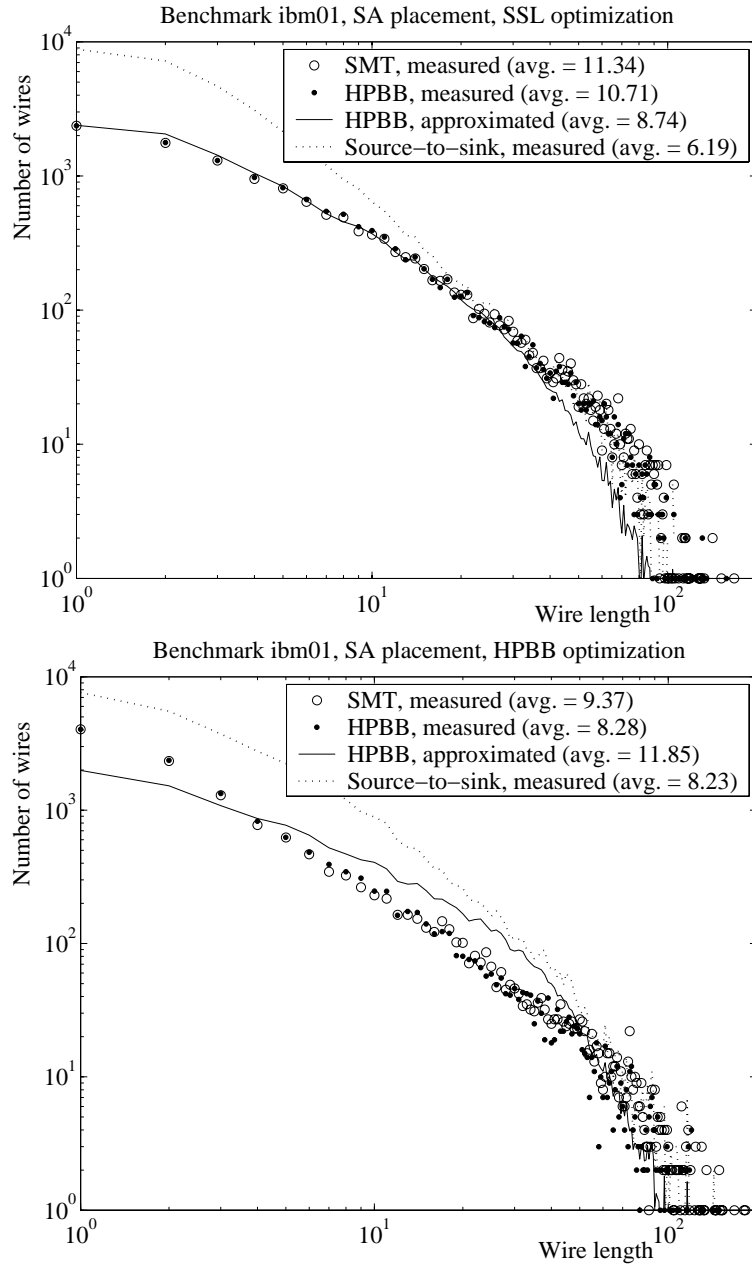 Benchmark ibm01, SA placement, SSL optimization
10^4
SMT, measured (avg. = 11.34)
HPBB, measured (avg. = 10.71)
HPBB, approximated (avg. = 8.74)
Source−to−sink, measured (avg. = 6.19)
Number of wires
10^3
10^2
10^1
10^0
10^0
10^1
10^2
Wire length
Benchmark ibm01, SA placement, HPBB optimization
10^4
SMT, measured (avg. = 9.37)
HPBB, measured (avg. = 8.28)
HPBB, approximated (avg. = 11.85)
Source−to−sink, measured (avg. = 8.23)
Number of wires
10^3
10^2
10^1
10^0
10^0
10^1
10^2
Wire length